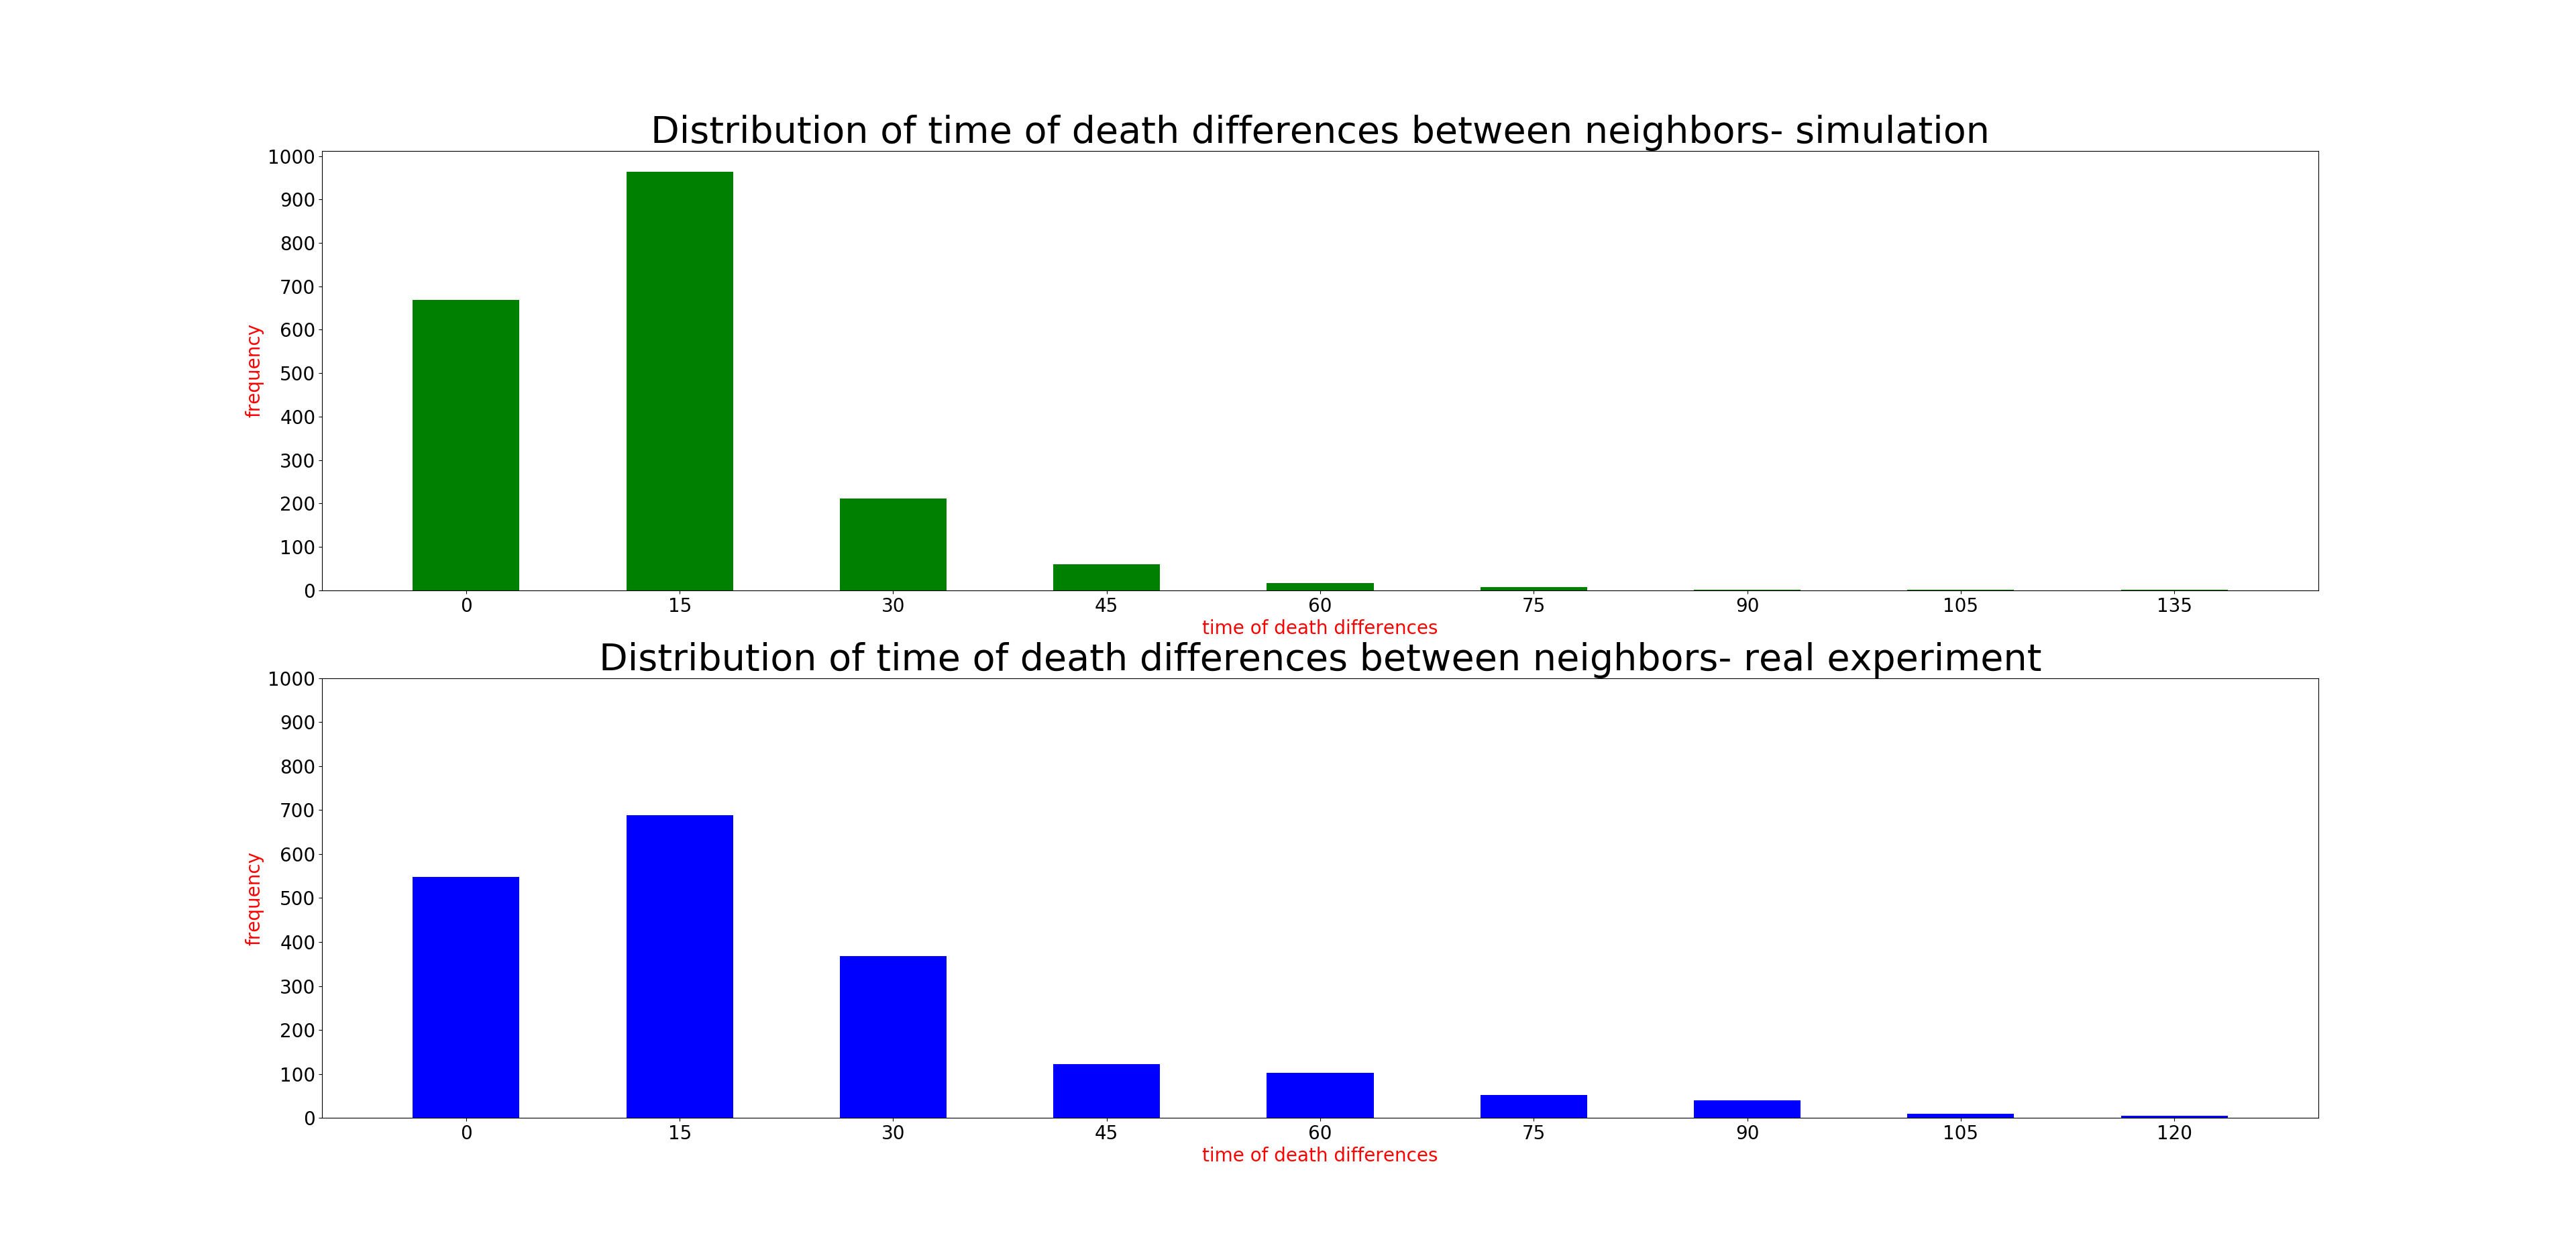 Distribution of time of death differences between neighbors- simulation
1000
900
800
700
600
500
400
300
200
100
0
frequency
0 15 30 45 60 75 90 105 135
time of death differences
Distribution of time of death differences between neighbors- real experiment
1000
900
800
700
600
500
400
300
200
100
0
frequency
0 15 30 45 60 75 90 105 120
time of death differences